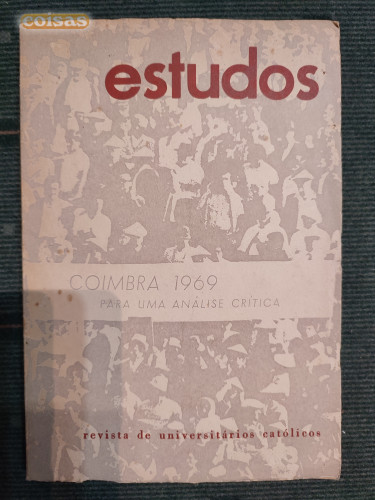 coisas
estudos
COIMBRA - 1969
PARA UMA ANÁLISE CRÍTICA
revista de universitários católicos